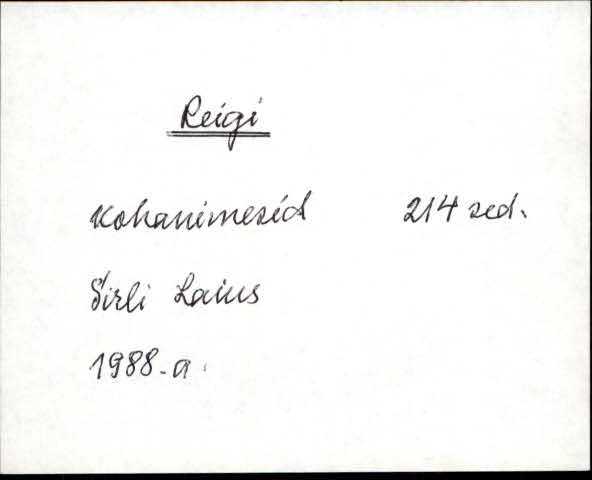 Reigi
Kohanimesid 214 sed.
Sirli Laius
1988.a.